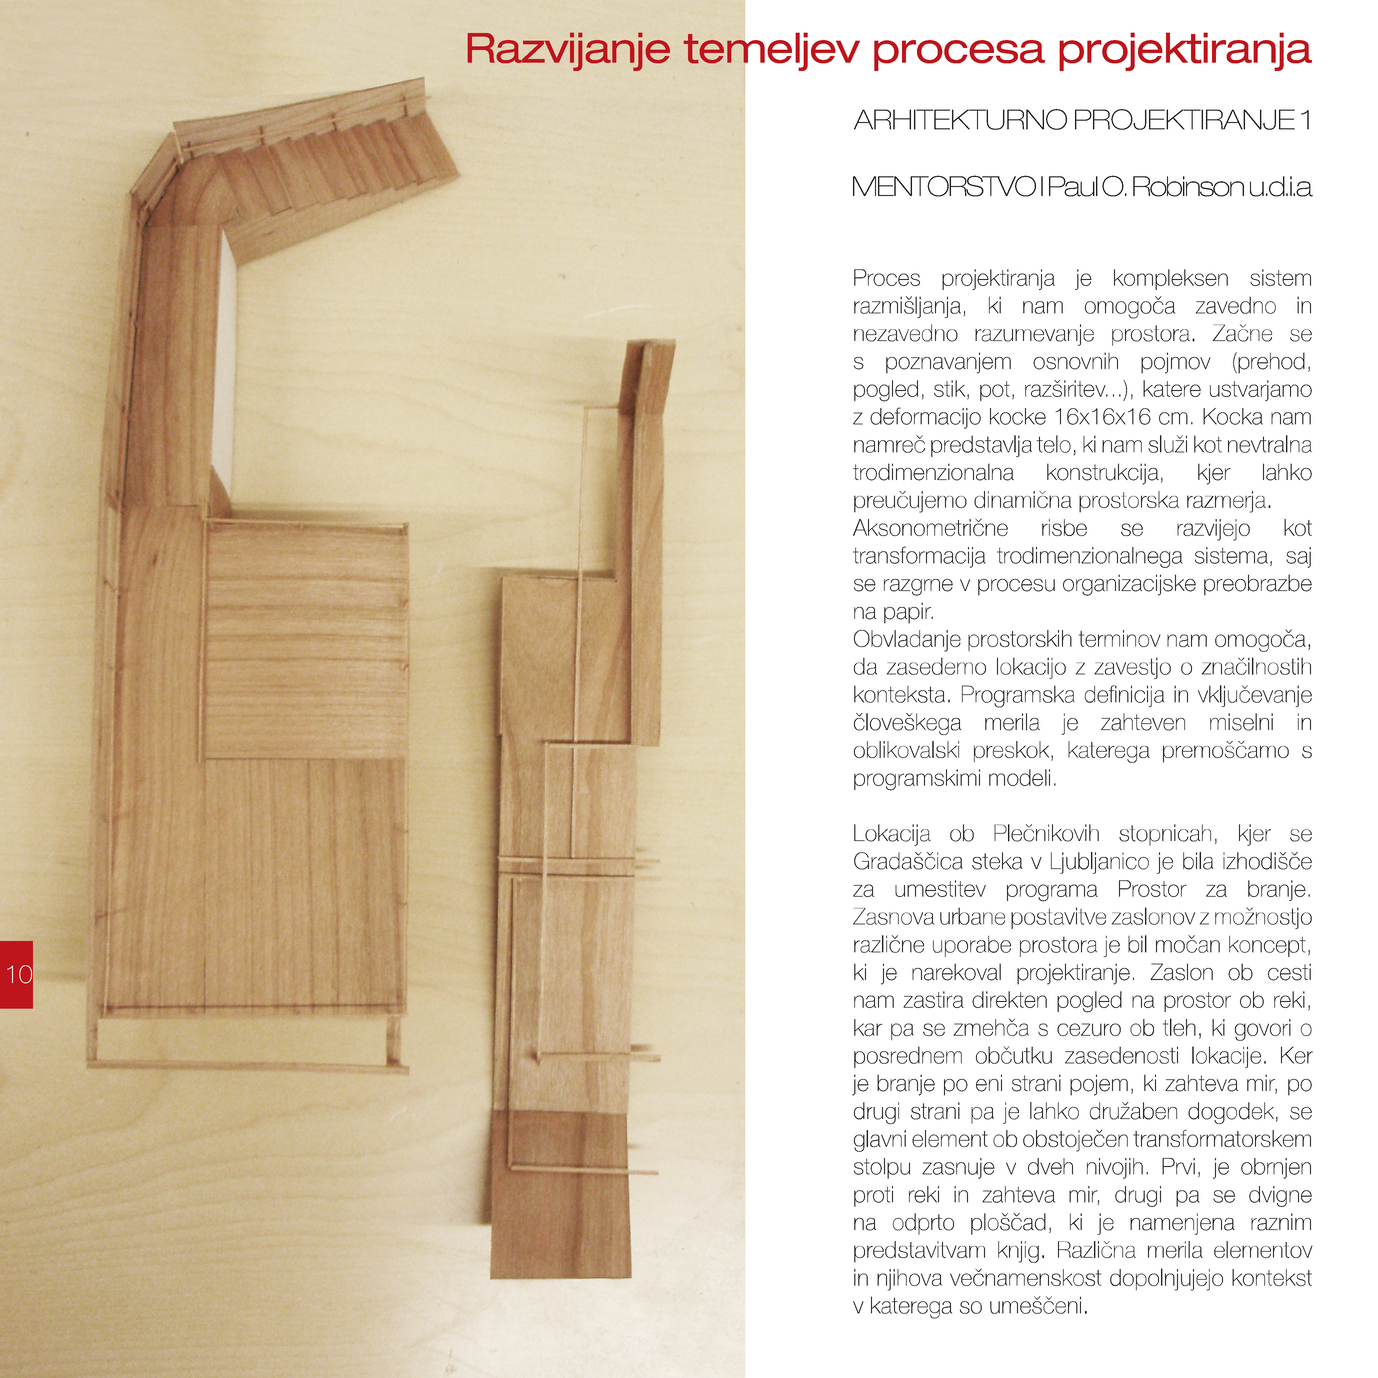 Razvijanje temeljev procesa projektiranja
ARHITEKTURNO PROJEKTIRANJE 1
MENTORSTVO I Paul O. Robinson u.d.i.a
Proces projektiranja je kompleksen sistem
razmišljanja, ki nam omogoča zavedno in
nezavedno razumevanje prostora. Začne se
s poznavanjem osnovnih pojmov (prehod,
pogled, stik, pot, razširitev...), katere ustvarjamo
z deformacijo kocke 16x16x16 cm. Kocka nam
namreč predstavlja telo, ki nam služi kot nevtralna
trodimenzionalna konstrukcija, kjer lahko
preučujemo dinamična prostorska razmerja.
Aksonometrične risbe se razvijejo kot
transformacija trodimenzionalnega sistema, saj
se razgrne v procesu organizacijske preobrazbe
na papir.
Obvladanje prostorskih terminov nam omogoča,
da zasedemo lokacijo z zavestjo o značilnostih
konteksta. Programska definicija in vključevanje
človeškega merila je zahteven miselni in
oblikovalski preskok, katerega premoščamo s
programskimi modeli.
Lokacija ob Plečnikovih stopnicah, kjer se
Gradaščica steka v Ljubljanico je bila izhodišče
za umestitev programa Prostor za branje.
Zasnova urbane postavitve zaslonov z možnostjo
različne uporabe prostora je bil močan koncept,
ki je narekoval projektiranje. Zaslon ob cesti
nam zastira direkten pogled na prostor ob reki,
kar pa se zmehča s cezuro ob tleh, ki govori o
posrednem občutku zasedenosti lokacije. Ker
je branje po eni strani pojem, ki zahteva mir, po
drugi strani pa je lahko družaben dogodek, se
glavni element ob obstoječen transformatorskem
stolpu zasnuje v dveh nivojih. Prvi, je obrnjen
proti reki in zahteva mir, drugi pa se dvigne
na odprto ploščad, ki je namenjena raznim
predstavitvam knjig. Različna merila elementov
in njihova večnamenskost dopolnjujejo kontekst
v katerega so umeščeni.
10